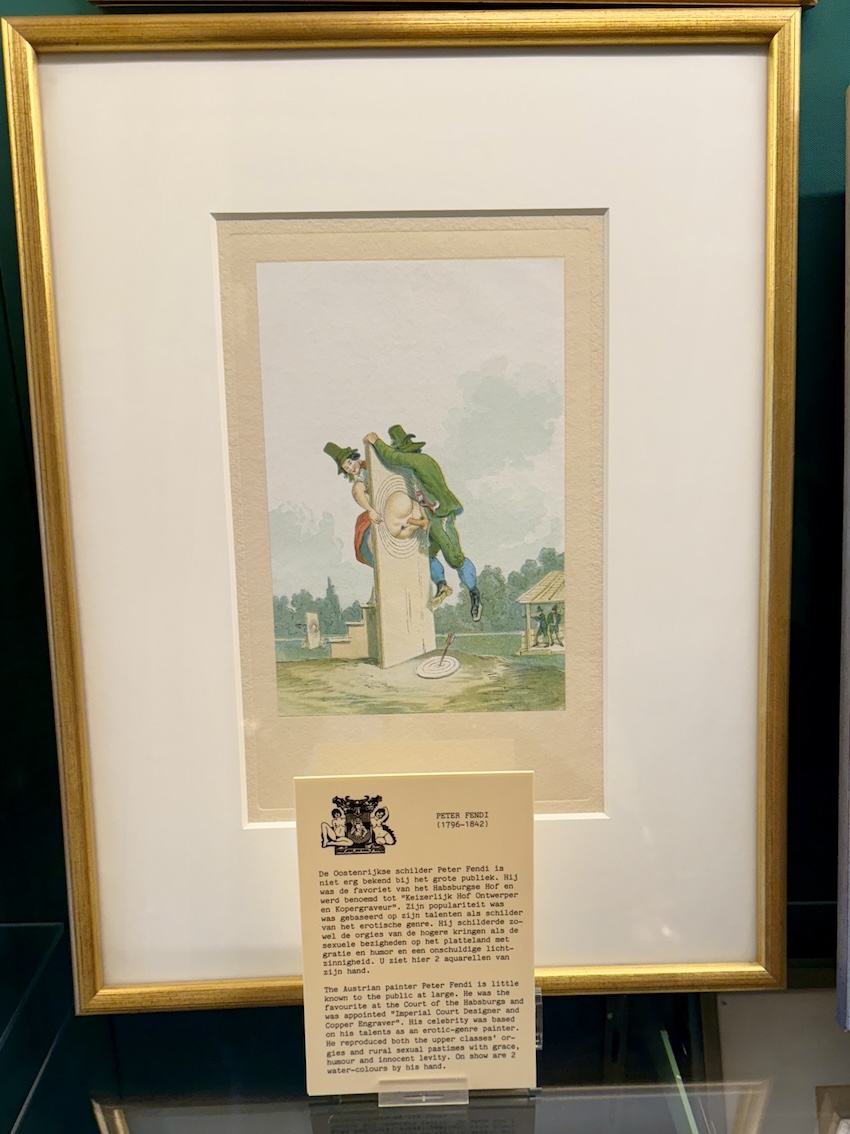 PETER FENDI
(1796-1842)
De Oostenrijkse schilder Peter Fendi is
niet erg bekend bij het grote publiek. Hij
was de favoriet van het Habsburgse Hof en
werd benoemd tot "Keizerlijk Hof Ontwerper
en Kopergraveur". Zijn populariteit was
was gebaseerd op zijn talenten als schilder
van het erotische genre. Hij schilderde zo-
wel de orgies van de hogere kringen als de
sexuele bezigheden op het platteland met
gratie en humor en een onschuldige licht-
zinnigheid. U ziet hier 2 aquarellen van
zijn hand.
The Austrian painter Peter Fendi is little
known to the public at large. He was the
favourite at the Court of the Habsburgs and
was appointed "Imperial Court Designer and
Copper Engraver". His celebrity was based
on his talents as an erotic-genre painter.
He reproduced both the upper classes' or-
gies and rural sexual pastimes with grace,
humour and innocent levity. On show are 2
water-colours by his hand.